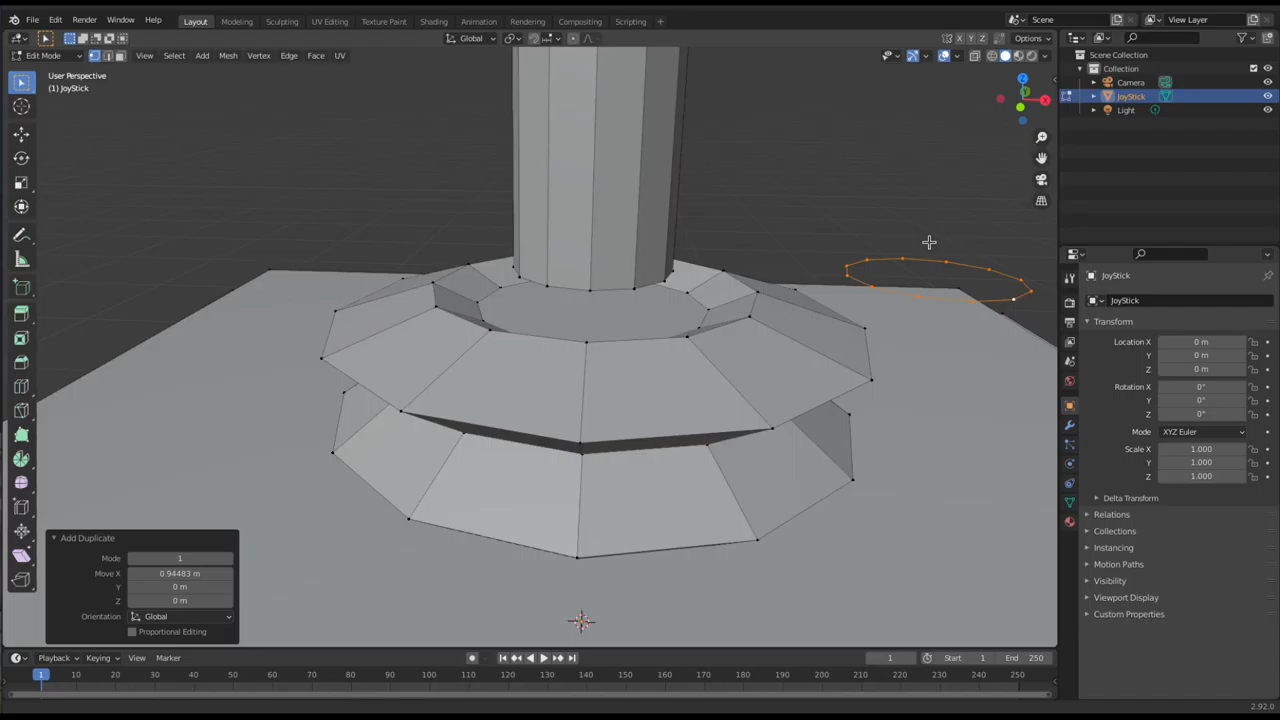 File Edit Render Window Help Layout Modeling Sculpting UV Editing Texture Paint Shading Animation Rendering Compositing Scripting + Scene View Layer
Global X Y Z Options
Edit Mode View Select Add Mesh Vertex Edge Face UV
User Perspective
(1) JoyStick
Scene Collection
Collection
Camera
JoyStick
Light
Z
Y
X
JoyStick
JoyStick
Transform
Location X 0 m
Y 0 m
Z 0 m
Rotation X 0°
Y 0°
Z 0°
Mode XYZ Euler
Scale X 1.000
Y 1.000
Z 1.000
Delta Transform
Relations
Collections
Instancing
Motion Paths
Visibility
Viewport Display
Custom Properties
Add Duplicate
Mode 1
Move X 0.94483 m
Y 0 m
Z 0 m
Orientation Global
Proportional Editing
Playback Keying View Marker 1 Start 1 End 250
1 10 20 30 40 50 60 70 80 90 100 110 120 130 140 150 160 170 180 190 200 210 220 230 240 250
2.92.0